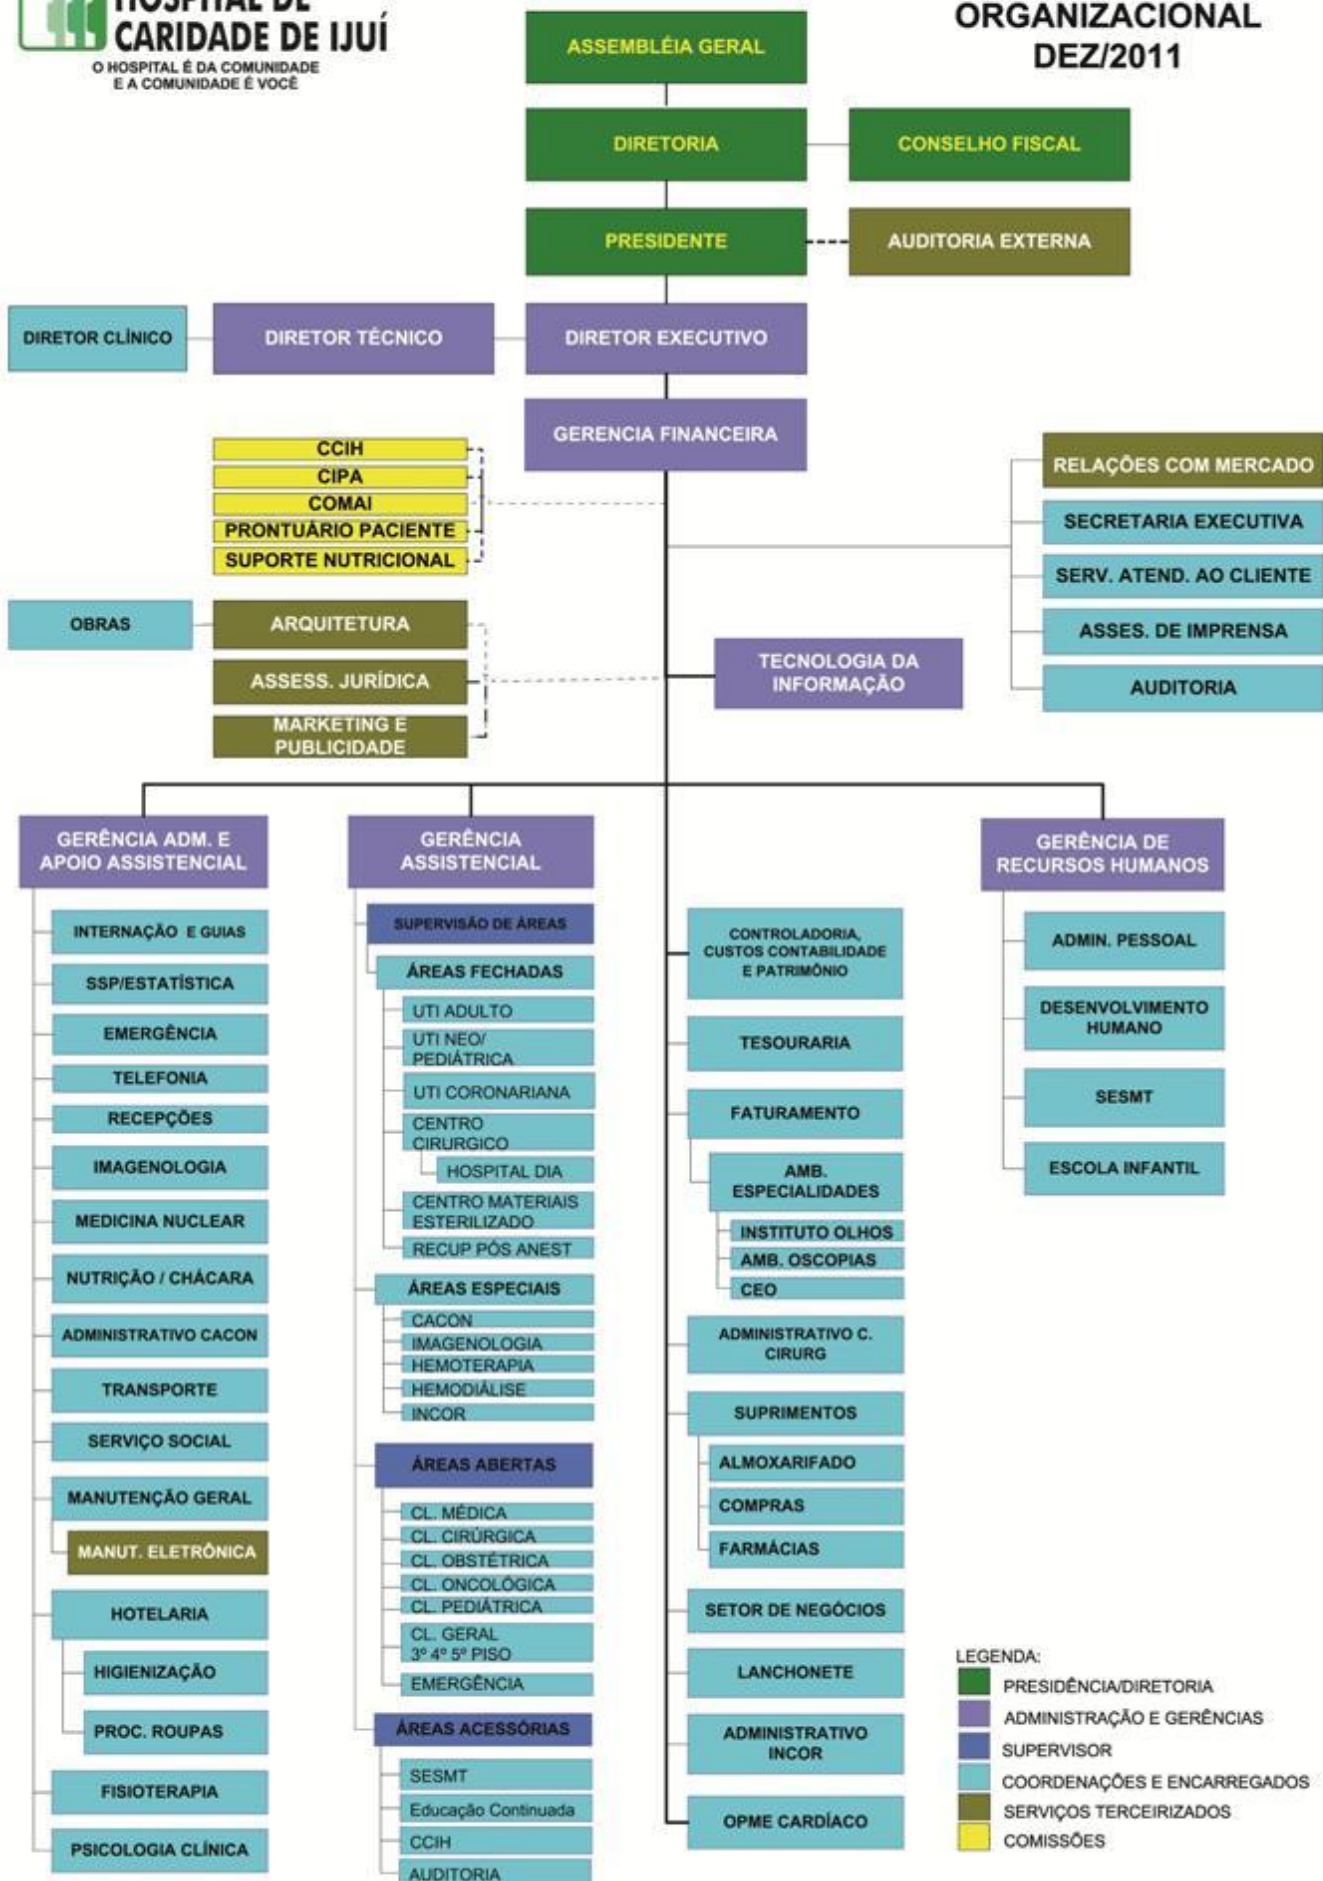 HOSPITAL DE
CARIDADE DE IJUÍ
O HOSPITAL É DA COMUNIDADE
E A COMUNIDADE É VOCÊ
ORGANIZACIONAL
DEZ/2011
ASSEMBLÉIA GERAL
DIRETORIA
CONSELHO FISCAL
PRESIDENTE
AUDITORIA EXTERNA
DIRETOR CLÍNICO
DIRETOR TÉCNICO
DIRETOR EXECUTIVO
GERENCIA FINANCEIRA
CCIH
CIPA
COMAI
PRONTUÁRIO PACIENTE
SUPORTE NUTRICIONAL
RELAÇÕES COM MERCADO
SECRETARIA EXECUTIVA
SERV. ATEND. AO CLIENTE
ASSES. DE IMPRENSA
AUDITORIA
OBRAS
ARQUITETURA
ASSESS. JURÍDICA
MARKETING E
PUBLICIDADE
TECNOLOGIA DA
INFORMAÇÃO
GERÊNCIA ADM. E
APOIO ASSISTENCIAL
INTERNAÇÃO E GUIAS
SSP/ESTATÍSTICA
EMERGÊNCIA
TELEFONIA
RECEPÇÕES
IMAGENOLOGIA
MEDICINA NUCLEAR
NUTRIÇÃO / CHÁCARA
ADMINISTRATIVO CACON
TRANSPORTE
SERVIÇO SOCIAL
MANUTENÇÃO GERAL
MANUT. ELETRÔNICA
HOTELARIA
HIGIENIZAÇÃO
PROC. ROUPAS
FISIOTERAPIA
PSICOLOGIA CLÍNICA
GERÊNCIA
ASSISTENCIAL
SUPERVISÃO DE ÁREAS
ÁREAS FECHADAS
UTI ADULTO
UTI NEO/
PEDIÁTRICA
UTI CORONARIANA
CENTRO
CIRURGICO
HOSPITAL DIA
CENTRO MATERIAIS
ESTERILIZADO
RECUP PÓS ANEST
ÁREAS ESPECIAIS
CACON
IMAGENOLOGIA
HEMOTERAPIA
HEMODIÁLISE
INCOR
ÁREAS ABERTAS
CL. MÉDICA
CL. CIRÚRGICA
CL. OBSTÉTRICA
CL. ONCOLÓGICA
CL. PEDIÁTRICA
CL. GERAL
3º 4º 5º PISO
EMERGÊNCIA
ÁREAS ACESSÓRIAS
SESMT
Educação Continuada
CCIH
AUDITORIA
CONTROLADORIA,
CUSTOS CONTABILIDADE
E PATRIMÔNIO
TESOURARIA
FATURAMENTO
AMB.
ESPECIALIDADES
INSTITUTO OLHOS
AMB. OSCOPIAS
CEO
ADMINISTRATIVO C.
CIRURG
SUPRIMENTOS
ALMOXARIFADO
COMPRAS
FARMÁCIAS
SETOR DE NEGÓCIOS
LANCHONETE
ADMINISTRATIVO
INCOR
OPME CARDÍACO
GERÊNCIA DE
RECURSOS HUMANOS
ADMIN. PESSOAL
DESENVOLVIMENTO
HUMANO
SESMT
ESCOLA INFANTIL
LEGENDA:
PRESIDÊNCIA/DIRETORIA
ADMINISTRAÇÃO E GERÊNCIAS
SUPERVISOR
COORDENAÇÕES E ENCARREGADOS
SERVIÇOS TERCEIRIZADOS
COMISSÕES